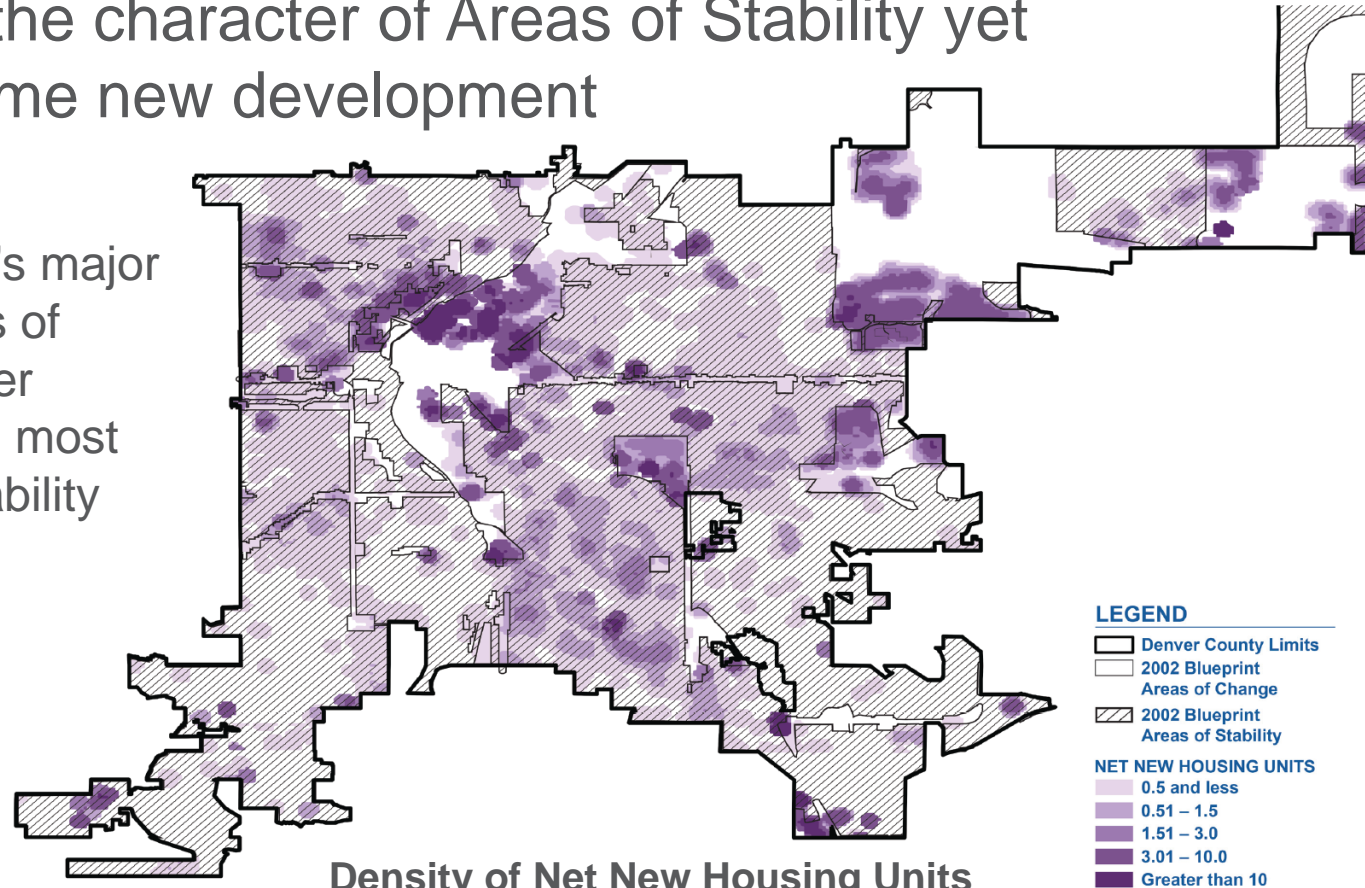 the character of Areas of Stability yet
me new development
's major
s of
er
most
ability
LEGEND
Denver County Limits
2002 Blueprint
Areas of Change
2002 Blueprint
Areas of Stability
NET NEW HOUSING UNITS
0.5 and less
0.51 – 1.5
1.51 – 3.0
3.01 – 10.0
Greater than 10
Density of Net New Housing Units